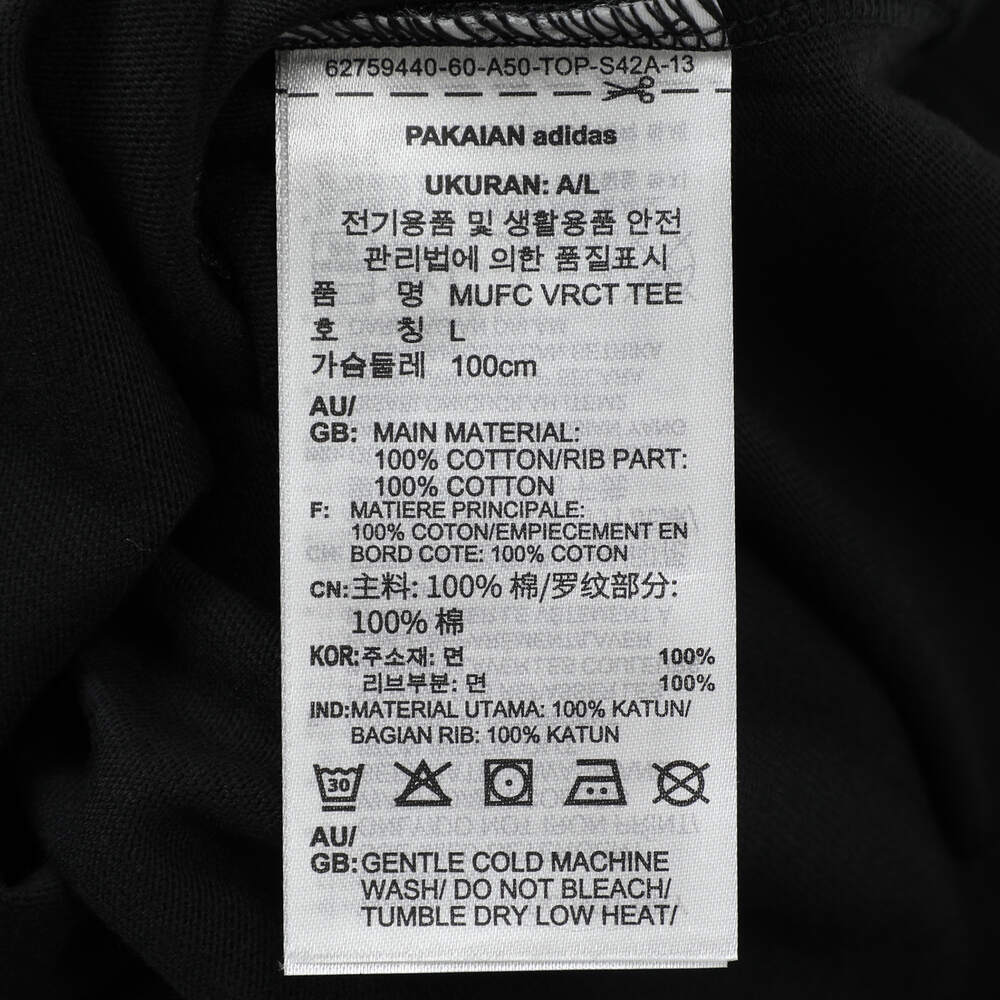 62759440-60-A50-TOP-S42A-13
PAKAIAN adidas
UKURAN: A/L
전기용품 및 생활용품 안전
관리법에 의한 품질표시
품 명 MUFC VRCT TEE
호 칭 L
가슴둘레 100cm
AU/
GB: MAIN MATERIAL:
100% COTTON/RIB PART:
100% COTTON
F: MATIERE PRINCIPALE:
100% COTON/EMPIECEMENT EN
BORD COTE: 100% COTON
CN:主料: 100% 棉/罗纹部分:
100% 棉
KOR:주소재: 면 100%
리브부분: 면 100%
IND:MATERIAL UTAMA: 100% KATUN/
BAGIAN RIB: 100% KATUN
30
AU/
GB:GENTLE COLD MACHINE
WASH/ DO NOT BLEACH/
TUMBLE DRY LOW HEAT/